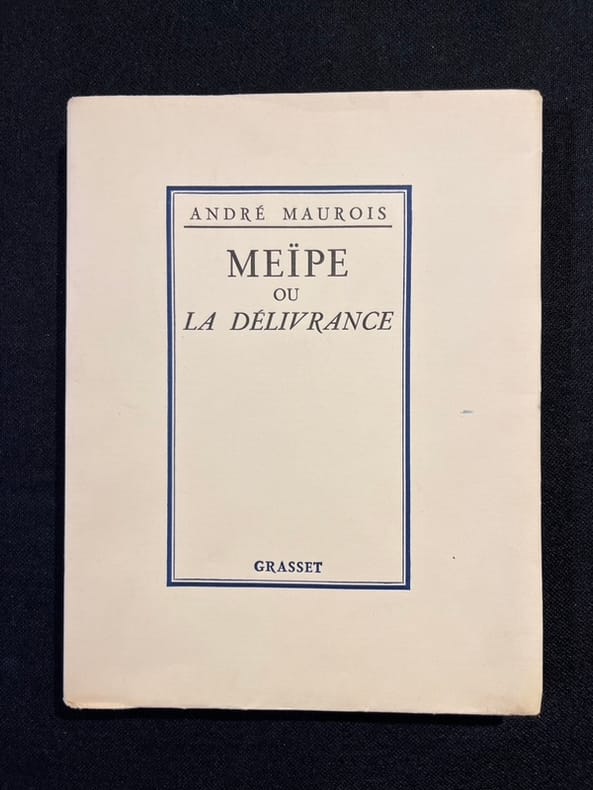 ANDRÉ MAUROIS
MEÏPE
OU
LA DÉLIVRANCE
GRASSET